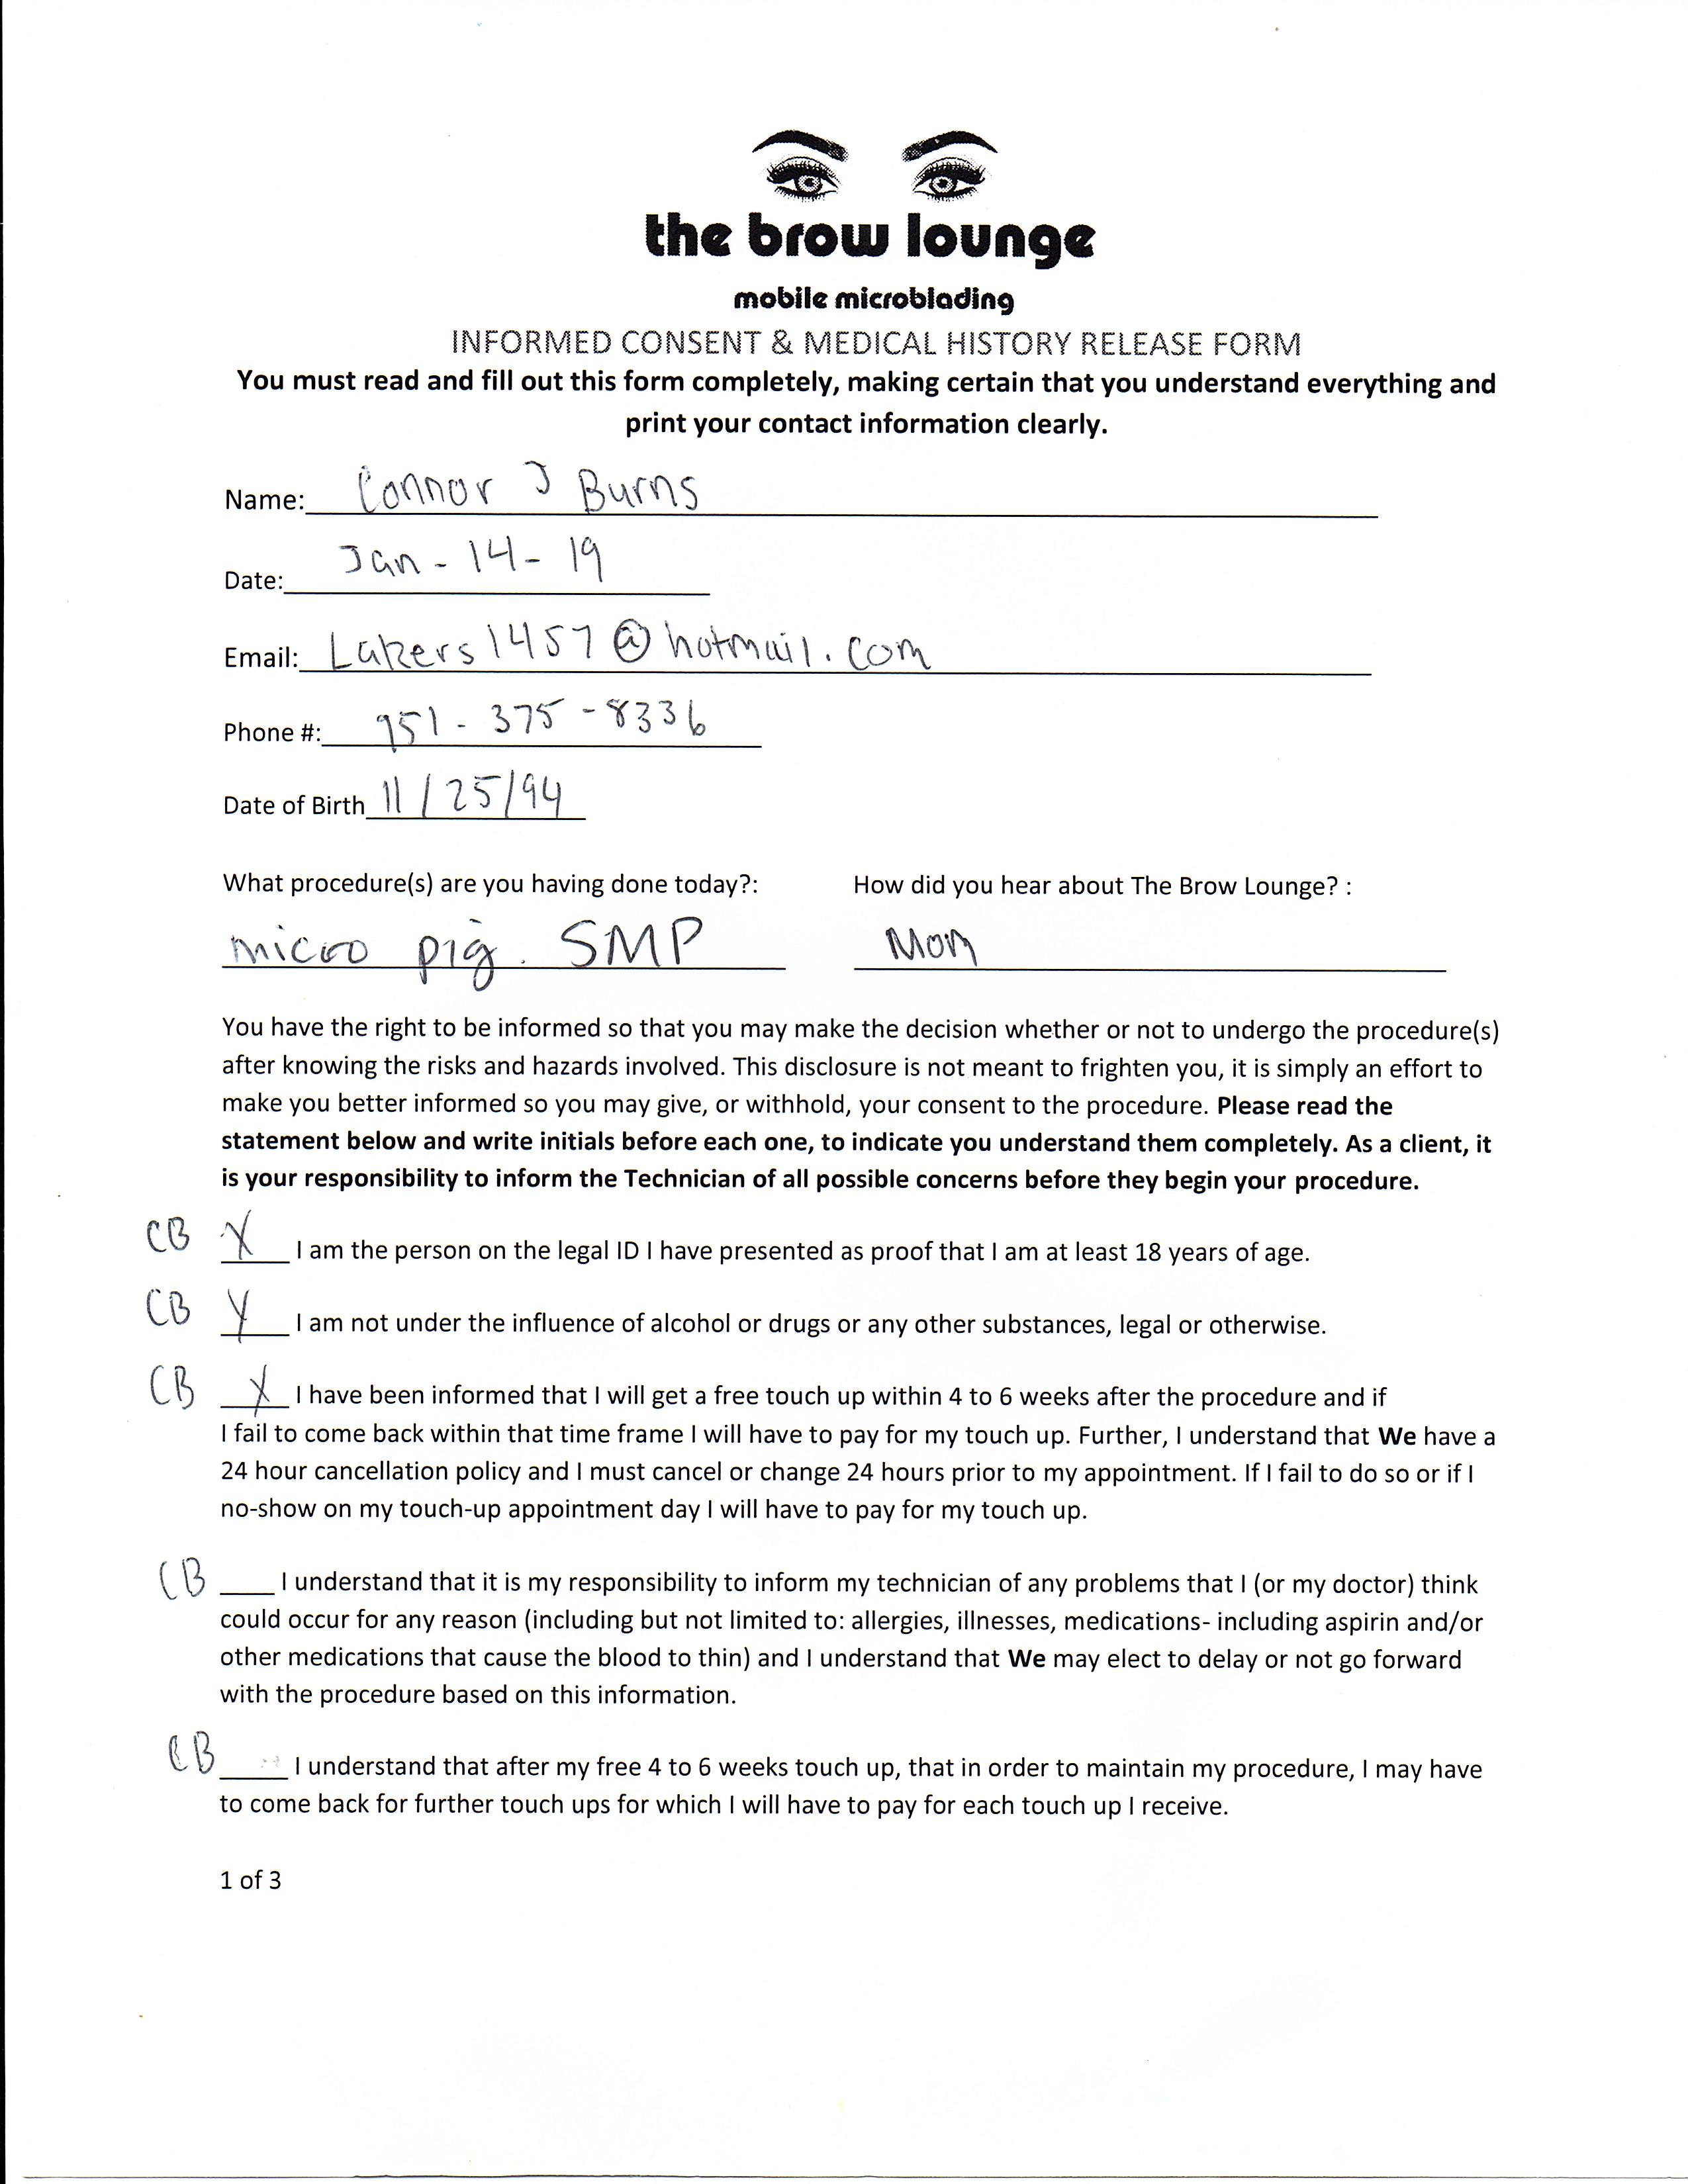 the brow lounge
mobile microblading
INFORMED CONSENT & MEDICAL HISTORY RELEASE FORM
You must read and fill out this form completely, making certain that you understand everything and
print your contact information clearly.
Name: Connor J Burns
Date: Jan - 14 - 19
Email: Lakers1457@hotmail.com
Phone #: 951 - 375 - 8336
Date of Birth 11/25/94
What procedure(s) are you having done today?: How did you hear about The Brow Lounge? :
micro pig. SMP Mom
You have the right to be informed so that you may make the decision whether or not to undergo the procedure(s)
after knowing the risks and hazards involved. This disclosure is not meant to frighten you, it is simply an effort to
make you better informed so you may give, or withhold, your consent to the procedure. Please read the
statement below and write initials before each one, to indicate you understand them completely. As a client, it
is your responsibility to inform the Technician of all possible concerns before they begin your procedure.
CB X I am the person on the legal ID I have presented as proof that I am at least 18 years of age.
CB X I am not under the influence of alcohol or drugs or any other substances, legal or otherwise.
CB X I have been informed that I will get a free touch up within 4 to 6 weeks after the procedure and if
I fail to come back within that time frame I will have to pay for my touch up. Further, I understand that We have a
24 hour cancellation policy and I must cancel or change 24 hours prior to my appointment. If I fail to do so or if I
no-show on my touch-up appointment day I will have to pay for my touch up.
CB ____ I understand that it is my responsibility to inform my technician of any problems that I (or my doctor) think
could occur for any reason (including but not limited to: allergies, illnesses, medications- including aspirin and/or
other medications that cause the blood to thin) and I understand that We may elect to delay or not go forward
with the procedure based on this information.
CB _____ I understand that after my free 4 to 6 weeks touch up, that in order to maintain my procedure, I may have
to come back for further touch ups for which I will have to pay for each touch up I receive.
1 of 3